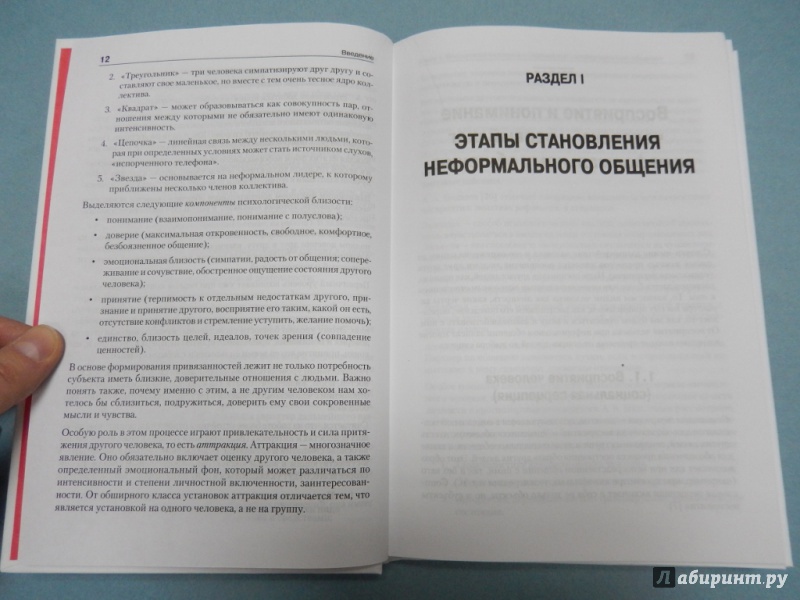 12
Введение
2. «Треугольник» — три человека симпатизируют друг другу и со-
ставляют свое маленькое, но вместе с тем очень тесное ядро кол-
лектива.
3. «Квадрат» — может образовываться как совокупность пар, от-
ношения между которыми не обязательно имеют одинаковую
интенсивность.
4. «Цепочка» — линейная связь между несколькими людьми, кото-
рая при определенных условиях может стать источником слухов,
«испорченного телефона».
5. «Звезда» — основывается на неформальном лидере, к которому
приближены несколько членов коллектива.
Выделяются следующие компоненты психологической близости:
• понимание (взаимопонимание, понимание с полуслова);
• доверие (максимальная откровенность, свободное, комфортное,
безбоязненное общение);
• эмоциональная близость (симпатии, радость от общения; сопере-
живание и сочувствие, обостренное ощущение состояния другого
человека);
• принятие (терпимость к отдельным недостаткам другого, при-
знание и принятие другого, восприятие его таким, какой он есть,
отсутствие конфликтов и стремление уступить, желание помочь);
• единство, близость целей, идеалов, точек зрения (совпадение
ценностей).
В основе формирования привязанностей лежит не только потребность
субъекта иметь близкие, доверительные отношения с людьми. Важно
понять также, почему именно с этим, а не другим человеком нам хо-
телось бы сблизиться, подружиться, доверить ему свои сокровенные
мысли и чувства.
Особую роль в этом процессе играют привлекательность и сила притя-
жения другого человека, то есть аттракция. Аттракция — многозначное
явление. Оно обязательно включает оценку другого человека, а также
определенный эмоциональный фон, который может различаться по
интенсивности и степени личностной включенности, заинтересован-
ности. От обширного класса установок аттракция отличается тем, что
является установкой на одного человека, а не на группу.
РАЗДЕЛ I
ЭТАПЫ СТАНОВЛЕНИЯ
НЕФОРМАЛЬНОГО ОБЩЕНИЯ
Лабиринт.ру